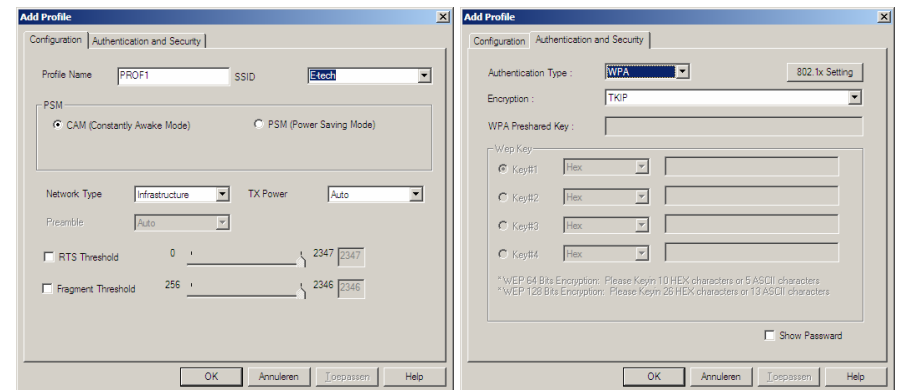 Add Profile
Configuration Authentication and Security
Profile Name PROF1 SSID E-tech
PSM
CAM (Constantly Awake Mode) PSM (Power Saving Mode)
Network Type Infrastructure TX Power Auto
Preamble Auto
RTS Threshold 0 2347 2347
Fragment Threshold 256 2346 2346
OK Annuleren Toepassen Help
Add Profile
Configuration Authentication and Security
Authentication Type : WPA 802.1x Setting
Encryption : TKIP
WPA Preshared Key :
Wep Key
Key#1 Hex
Key#2 Hex
Key#3 Hex
Key#4 Hex
* WEP 64 Bits Encryption: Please Keyin 10 HEX characters or 5 ASCII characters
* WEP 128 Bits Encryption: Please Keyin 26 HEX characters or 13 ASCII characters
Show Password
OK Annuleren Toepassen Help